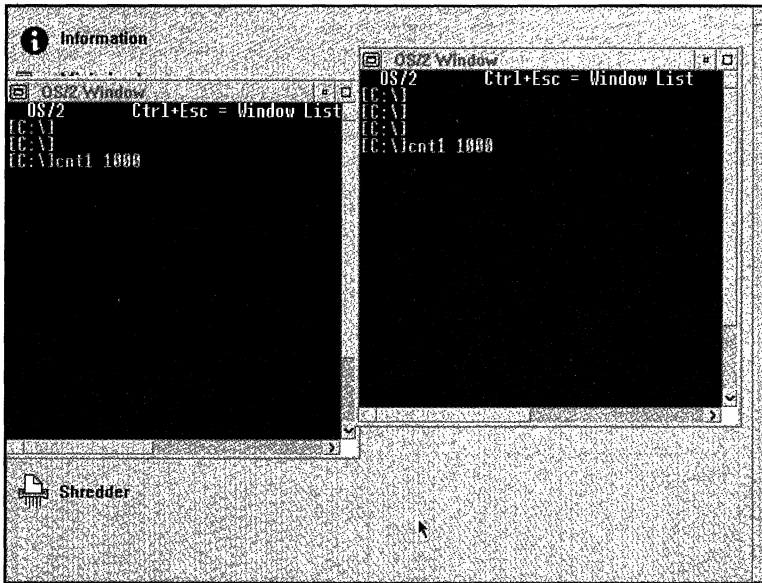 Information
OS/2 Window
OS/2 Ctrl+Esc = Window List
[C:\]
[C:\]
[C:\]cnt1 1000
OS/2 Window
OS/2 Ctrl+Esc = Window List
[C:\]
[C:\]
[C:\]
[C:\]cnt1 1000
Shredder